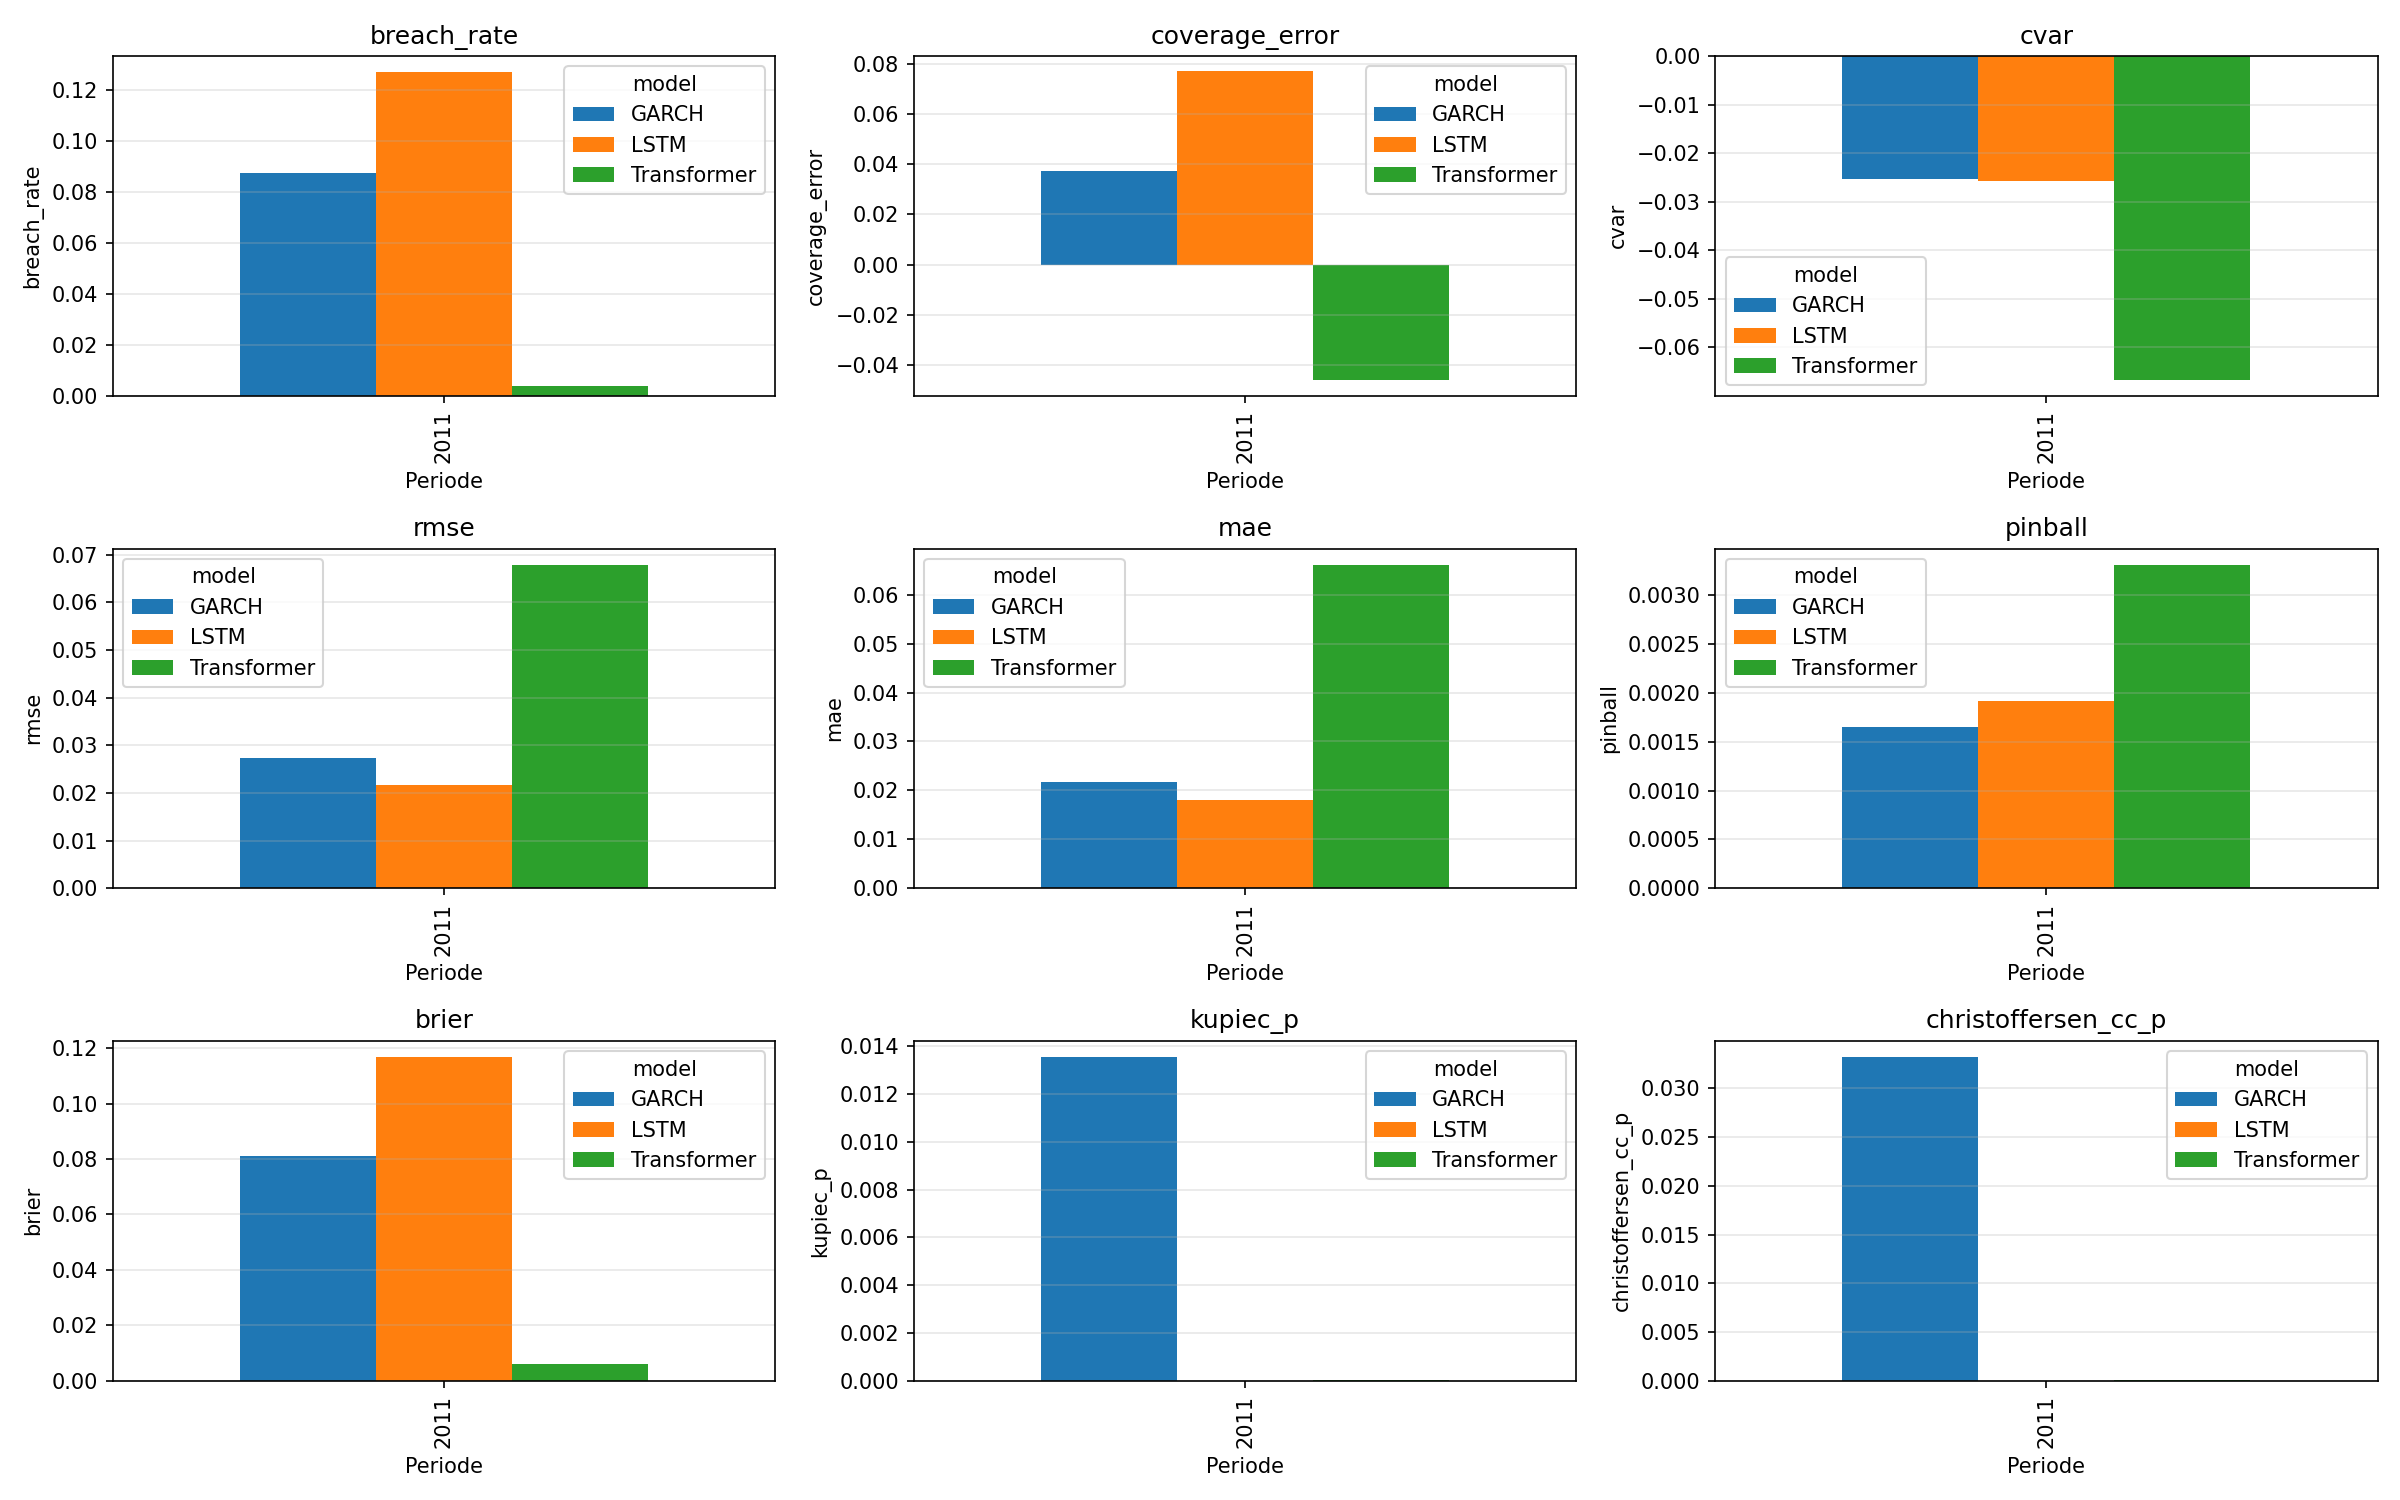 breach_rate
breach_rate
0.12
0.10
0.08
0.06
0.04
0.02
0.00
model
GARCH
LSTM
Transformer
2011
Periode
coverage_error
coverage_error
0.08
0.06
0.04
0.02
0.00
−0.02
−0.04
model
GARCH
LSTM
Transformer
2011
Periode
cvar
cvar
0.00
−0.01
−0.02
−0.03
−0.04
−0.05
−0.06
model
GARCH
LSTM
Transformer
2011
Periode
rmse
rmse
0.07
0.06
0.05
0.04
0.03
0.02
0.01
0.00
model
GARCH
LSTM
Transformer
2011
Periode
mae
mae
0.06
0.05
0.04
0.03
0.02
0.01
0.00
model
GARCH
LSTM
Transformer
2011
Periode
pinball
pinball
0.0030
0.0025
0.0020
0.0015
0.0010
0.0005
0.0000
model
GARCH
LSTM
Transformer
2011
Periode
brier
brier
0.12
0.10
0.08
0.06
0.04
0.02
0.00
model
GARCH
LSTM
Transformer
2011
Periode
kupiec_p
kupiec_p
0.014
0.012
0.010
0.008
0.006
0.004
0.002
0.000
model
GARCH
LSTM
Transformer
2011
Periode
christoffersen_cc_p
christoffersen_cc_p
0.030
0.025
0.020
0.015
0.010
0.005
0.000
model
GARCH
LSTM
Transformer
2011
Periode